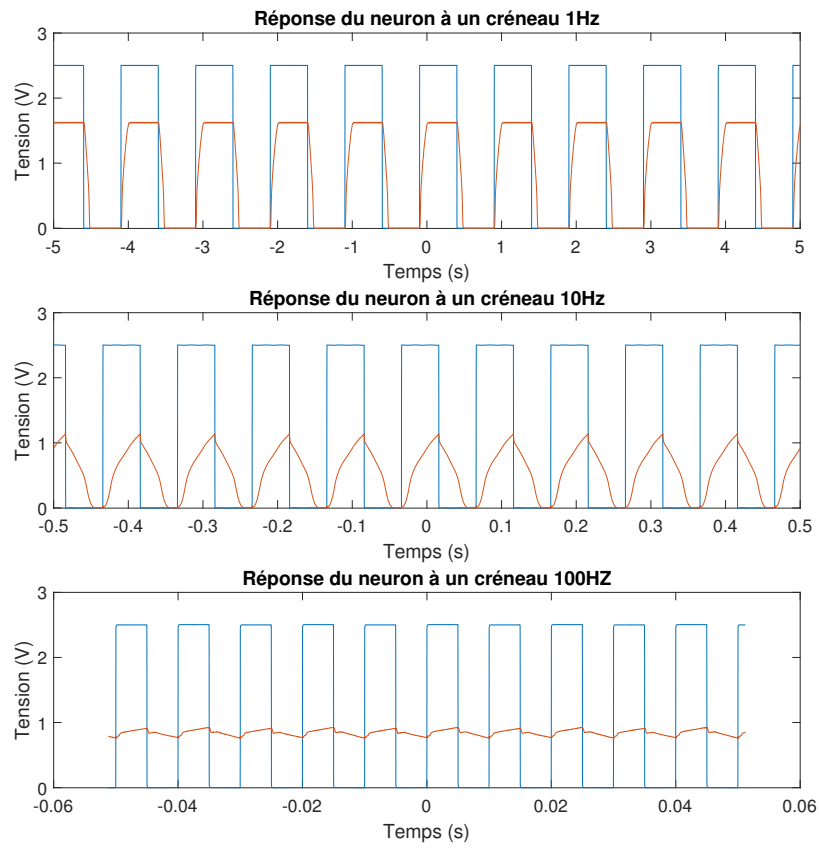 Réponse du neuron à un créneau 1Hz
3
2
1
0
Tension (V)
-5 -4 -3 -2 -1 0 1 2 3 4 5
Temps (s)
Réponse du neuron à un créneau 10Hz
3
2
1
0
Tension (V)
-0.5 -0.4 -0.3 -0.2 -0.1 0 0.1 0.2 0.3 0.4 0.5
Temps (s)
Réponse du neuron à un créneau 100HZ
3
2
1
0
Tension (V)
-0.06 -0.04 -0.02 0 0.02 0.04 0.06
Temps (s)